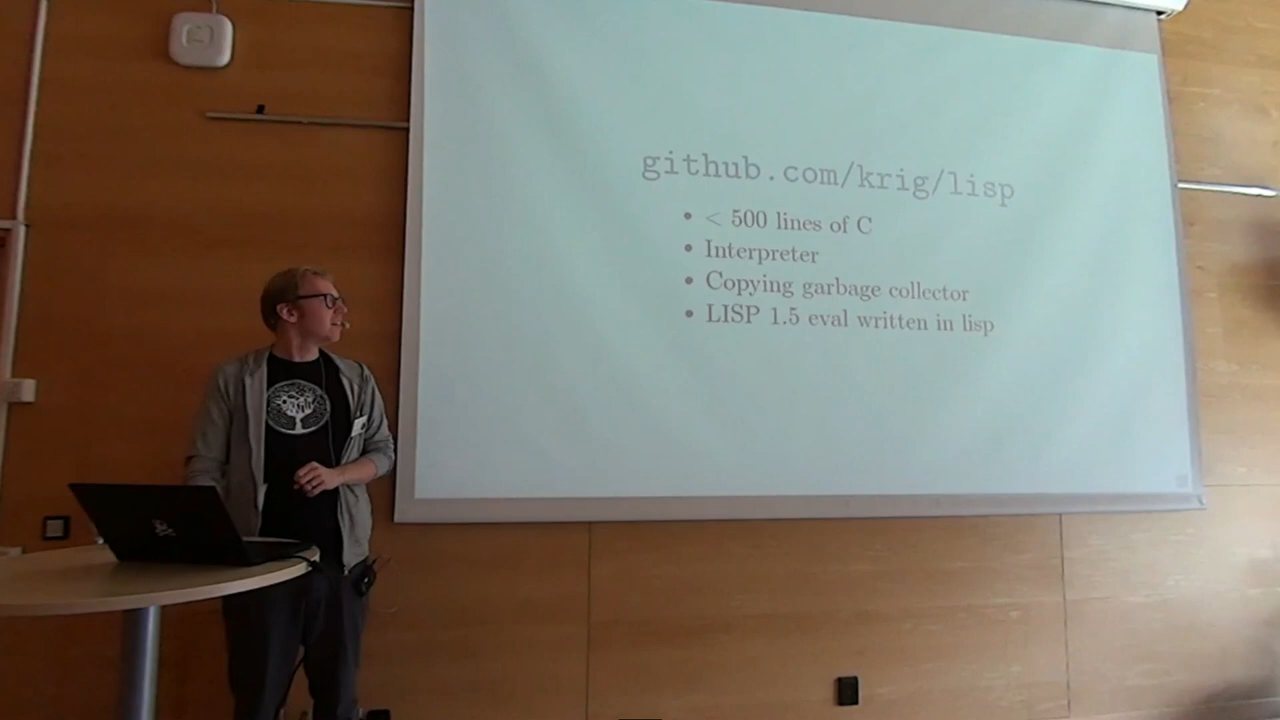 github.com/krig/lisp
• < 500 lines of C
• Interpreter
• Copying garbage collector
• LISP 1.5 eval written in lisp